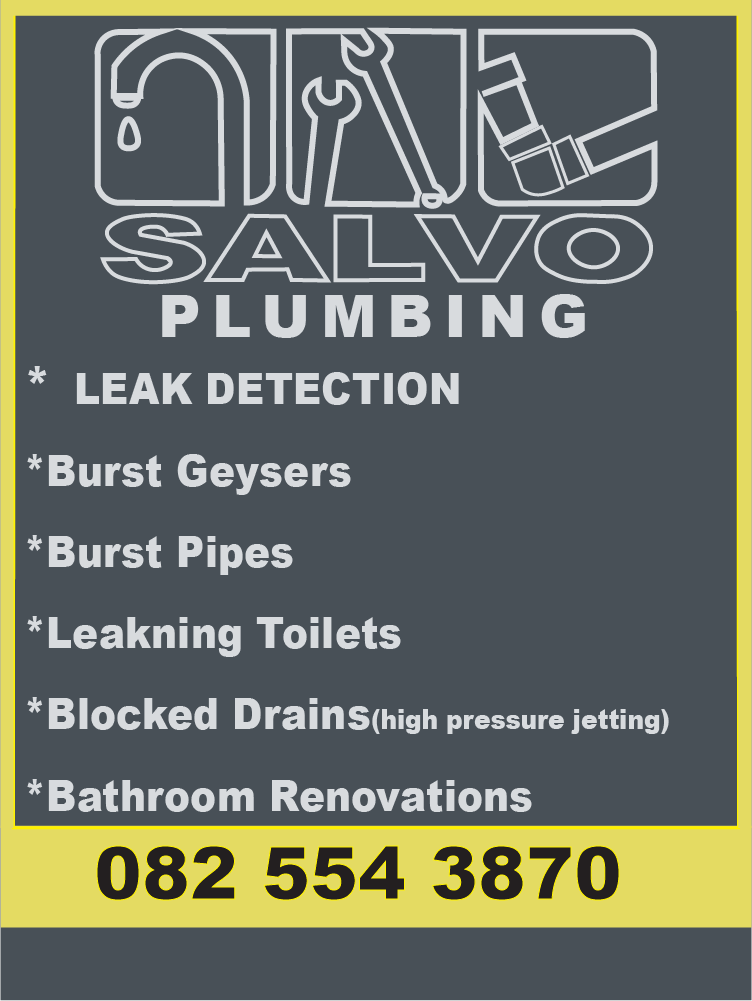 SALVO
PLUMBING
* LEAK DETECTION
*Burst Geysers
*Burst Pipes
*Leakning Toilets
*Blocked Drains(high pressure jetting)
*Bathroom Renovations
082 554 3870